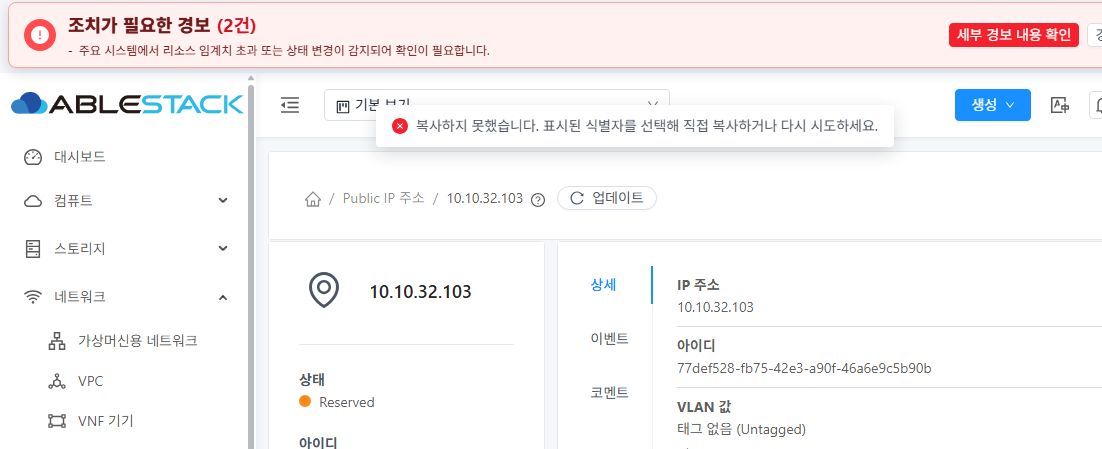 조치가 필요한 경보 (2건)
- 주요 시스템에서 리소스 임계치 초과 또는 상태 변경이 감지되어 확인이 필요합니다.
세부 경보 내용 확인
ABLESTACK
기본 보기
생성
복사하지 못했습니다. 표시된 식별자를 선택해 직접 복사하거나 다시 시도하세요.
대시보드
컴퓨트
스토리지
네트워크
가상머신용 네트워크
VPC
VNF 기기
/ Public IP 주소 / 10.10.32.103
업데이트
10.10.32.103
상태
Reserved
아이디
상세
이벤트
코멘트
IP 주소
10.10.32.103
아이디
77def528-fb75-42e3-a90f-46a6e9c5b90b
VLAN 값
태그 없음 (Untagged)